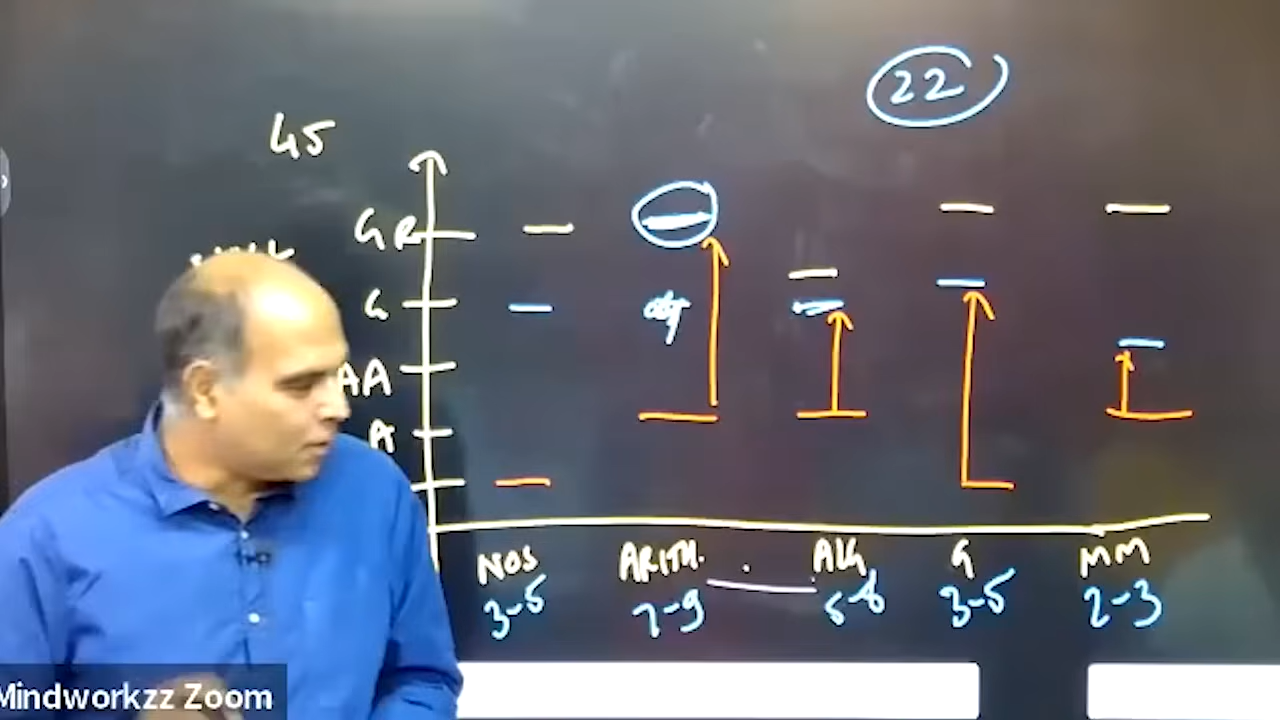 22
45
GR
G
AA
A
NOS ARITH. ALG G MM
3-5 7-9 6-8 3-5 2-3
Mindworkzz Zoom